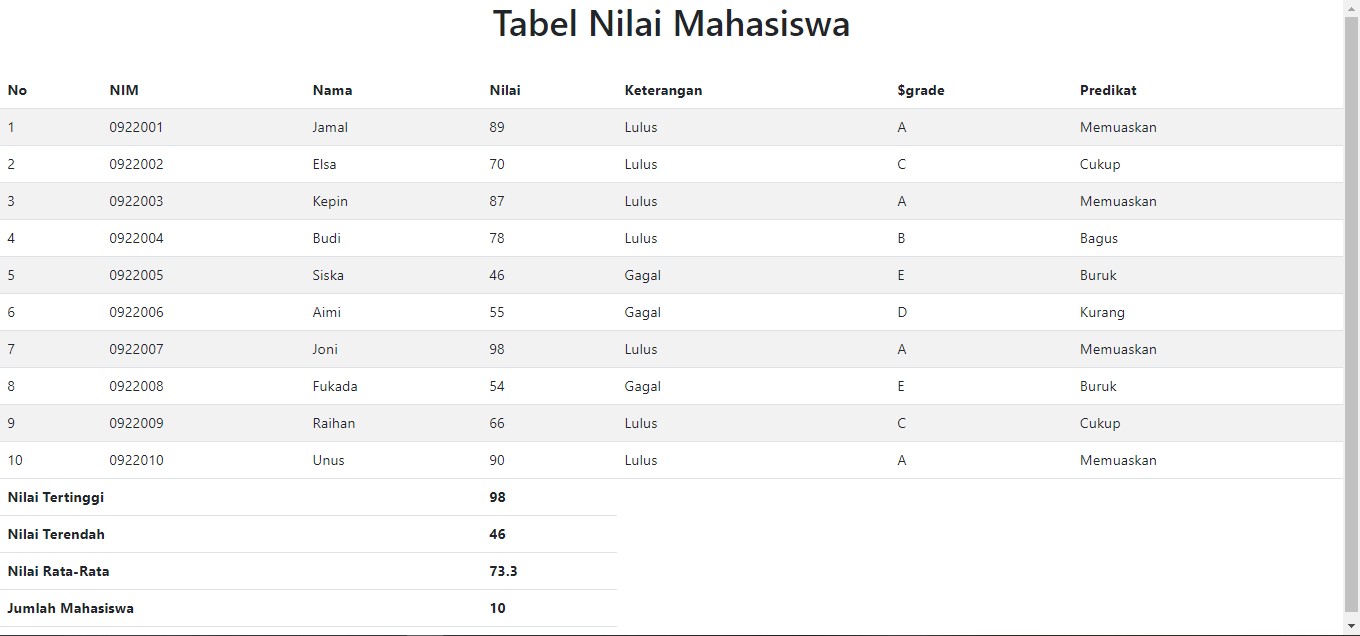 Tabel Nilai Mahasiswa
No NIM Nama Nilai Keterangan $grade Predikat
1 0922001 Jamal 89 Lulus A Memuaskan
2 0922002 Elsa 70 Lulus C Cukup
3 0922003 Kepin 87 Lulus A Memuaskan
4 0922004 Budi 78 Lulus B Bagus
5 0922005 Siska 46 Gagal E Buruk
6 0922006 Aimi 55 Gagal D Kurang
7 0922007 Joni 98 Lulus A Memuaskan
8 0922008 Fukada 54 Gagal E Buruk
9 0922009 Raihan 66 Lulus C Cukup
10 0922010 Unus 90 Lulus A Memuaskan
Nilai Tertinggi 98
Nilai Terendah 46
Nilai Rata-Rata 73.3
Jumlah Mahasiswa 10